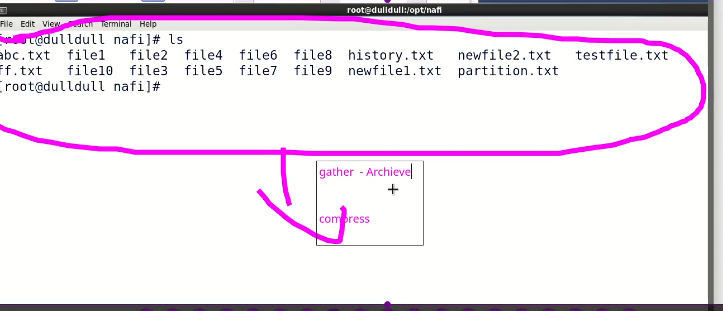 root@dulldull:/opt/nafi
File Edit View Search Terminal Help
[root@dulldull nafi]# ls
abc.txt file1 file2 file4 file6 file8 history.txt newfile2.txt testfile.txt
ff.txt file10 file3 file5 file7 file9 newfile1.txt partition.txt
[root@dulldull nafi]#
gather - Archieve
compress